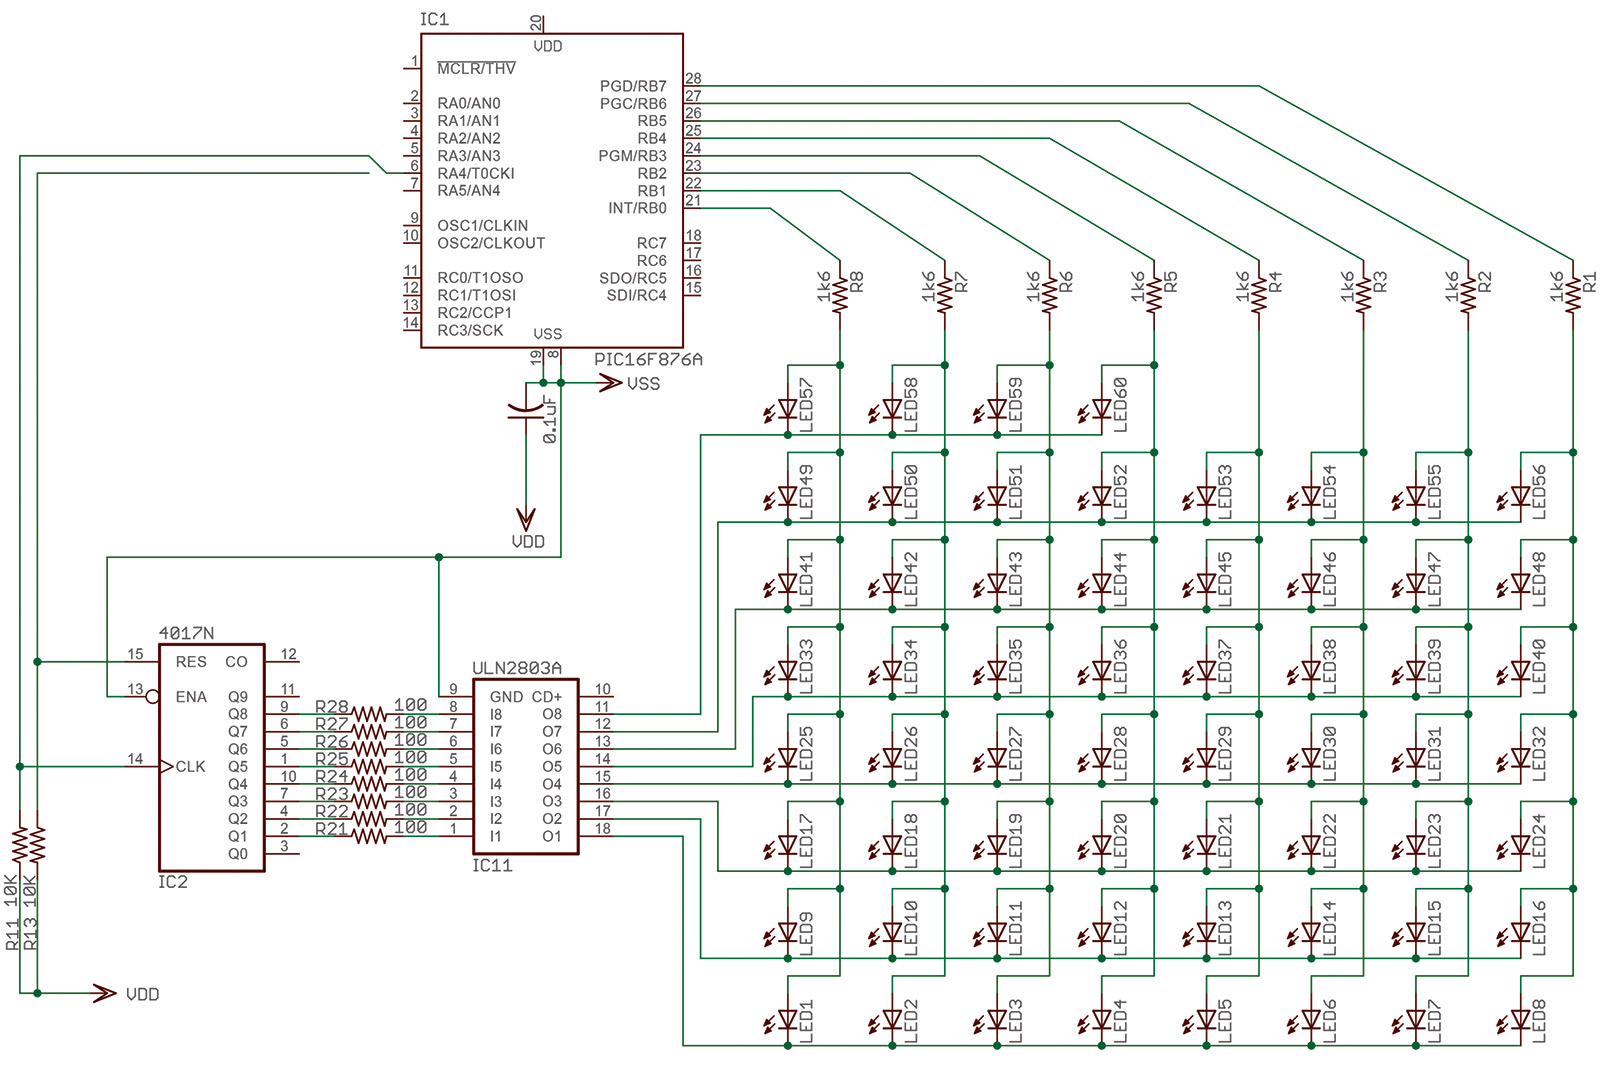 IC1
20
VDD
1 MCLR/THV
PGD/RB7 28
2 RA0/AN0
PGC/RB6 27
3 RA1/AN1
RB5 26
4 RA2/AN2
RB4 25
5 RA3/AN3
PGM/RB3 24
6 RA4/T0CKI
RB2 23
7 RA5/AN4
RB1 22
INT/RB0 21
9 OSC1/CLKIN
10 OSC2/CLKOUT
RC7 18
RC6 17
11 RC0/T1OSO
SDO/RC5 16
12 RC1/T1OSI
SDI/RC4 15
13 RC2/CCP1
14 RC3/SCK
VSS
19 8
PIC16F876A
VSS
0.1uF
VDD
1k6 R8
1k6 R7
1k6 R6
1k6 R5
1k6 R4
1k6 R3
1k6 R2
1k6 R1
LED57 LED58 LED59 LED60
LED49 LED50 LED51 LED52 LED53 LED54 LED55 LED56
LED41 LED42 LED43 LED44 LED45 LED46 LED47 LED48
LED33 LED34 LED35 LED36 LED37 LED38 LED39 LED40
LED25 LED26 LED27 LED28 LED29 LED30 LED31 LED32
LED17 LED18 LED19 LED20 LED21 LED22 LED23 LED24
LED9 LED10 LED11 LED12 LED13 LED14 LED15 LED16
LED1 LED2 LED3 LED4 LED5 LED6 LED7 LED8
4017N
15 RES CO 12
13 ENA Q9 11
Q8 9
Q7 6
Q6 5
14 CLK Q5 1
Q4 10
Q3 7
Q2 4
Q1 2
Q0 3
IC2
R28 100
R27 100
R26 100
R25 100
R24 100
R23 100
R22 100
R21 100
ULN2803A
9 GND CD+ 10
8 I8 O8 11
7 I7 O7 12
6 I6 O6 13
5 I5 O5 14
4 I4 O4 15
3 I3 O3 16
2 I2 O2 17
1 I1 O1 18
IC11
R11 10K
R13 10K
VDD